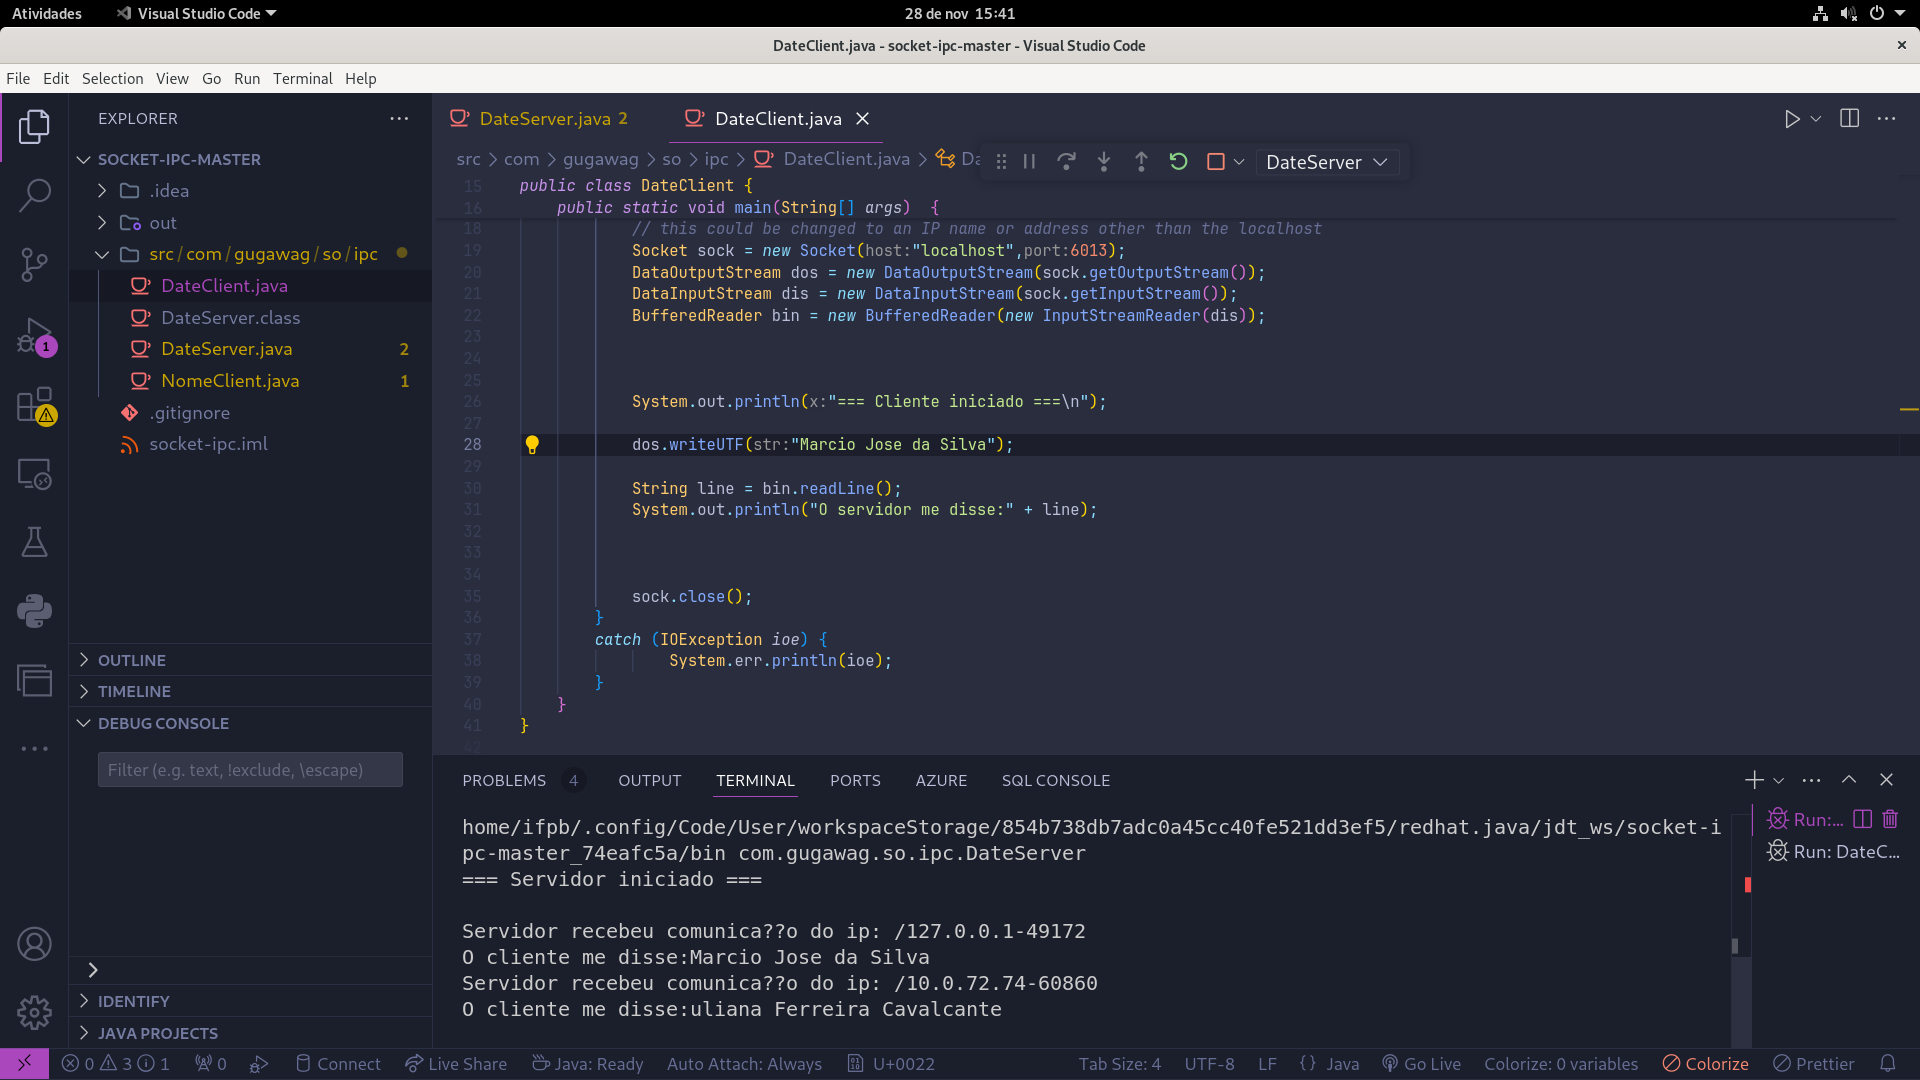 Atividades
Visual Studio Code
28 de nov 15:41
DateClient.java - socket-ipc-master - Visual Studio Code
File Edit Selection View Go Run Terminal Help
EXPLORER
SOCKET-IPC-MASTER
.idea
out
src/com/gugawag/so/ipc
DateClient.java
DateServer.class
DateServer.java 2
NomeClient.java 1
.gitignore
socket-ipc.iml
1
OUTLINE
TIMELINE
DEBUG CONSOLE
Filter (e.g. text, !exclude, \escape)
IDENTIFY
JAVA PROJECTS
DateServer.java 2
DateClient.java
src > com > gugawag > so > ipc > DateClient.java > Da
DateServer
15 public class DateClient {
16 public static void main(String[] args) {
18 // this could be changed to an IP name or address other than the localhost
19 Socket sock = new Socket(host:"localhost",port:6013);
20 DataOutputStream dos = new DataOutputStream(sock.getOutputStream());
21 DataInputStream dis = new DataInputStream(sock.getInputStream());
22 BufferedReader bin = new BufferedReader(new InputStreamReader(dis));
23
24
25
26 System.out.println(x:"=== Cliente iniciado ===\n");
27
28 dos.writeUTF(str:"Marcio Jose da Silva");
29
30 String line = bin.readLine();
31 System.out.println("O servidor me disse:" + line);
32
33
34
35 sock.close();
36 }
37 catch (IOException ioe) {
38 System.err.println(ioe);
39 }
40 }
41 }
42
PROBLEMS 4 OUTPUT TERMINAL PORTS AZURE SQL CONSOLE
home/ifpb/.config/Code/User/workspaceStorage/854b738db7adc0a45cc40fe521dd3ef5/redhat.java/jdt_ws/socket-i
pc-master_74eafc5a/bin com.gugawag.so.ipc.DateServer
=== Servidor iniciado ===
Servidor recebeu comunica??o do ip: /127.0.0.1-49172
O cliente me disse:Marcio Jose da Silva
Servidor recebeu comunica??o do ip: /10.0.72.74-60860
O cliente me disse:uliana Ferreira Cavalcante
Run:...
Run: DateC...
0 3 1 0 Connect Live Share Java: Ready Auto Attach: Always U+0022 Tab Size: 4 UTF-8 LF {} Java Go Live Colorize: 0 variables Colorize Prettier